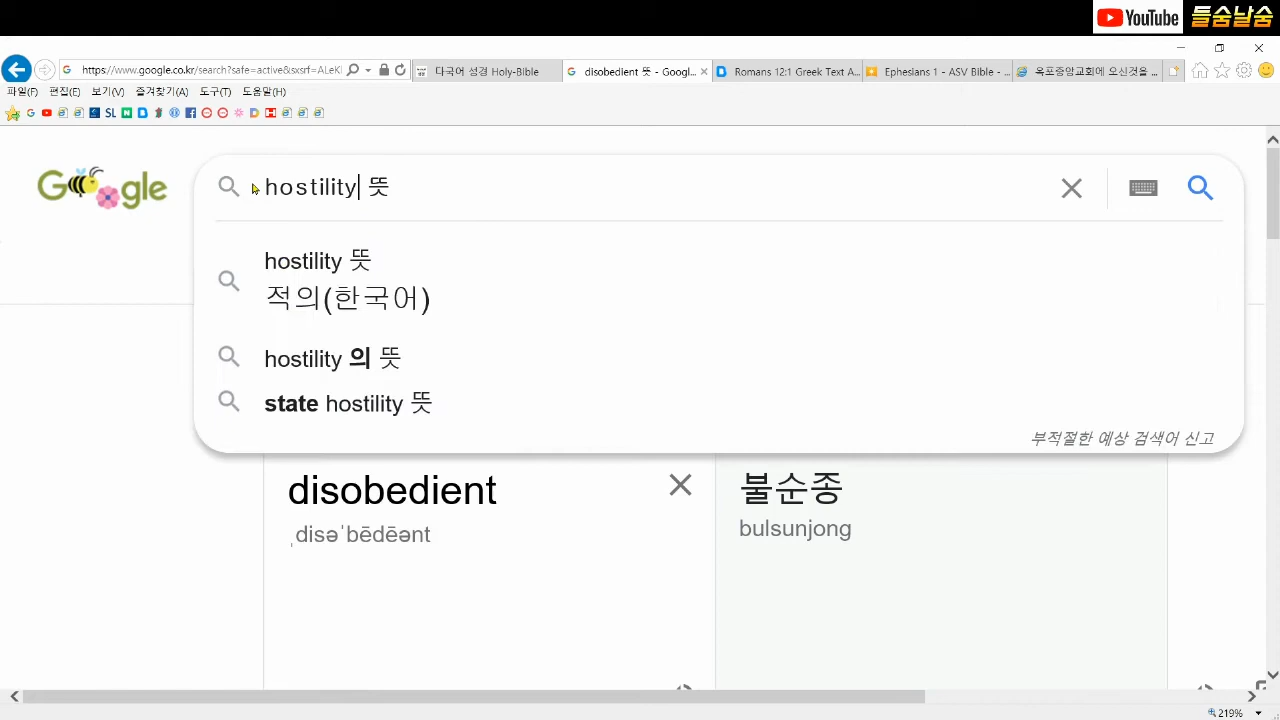 YouTube 들숨날숨
https://www.google.co.kr/search?safe=active&sxsrf=ALeKl
다국어 성경 Holy-Bible
disobedient 뜻 - Googl...
Romans 12:1 Greek Text A...
Ephesians 1 - ASV Bible - ...
옥포중앙교회에 오신것을 ...
파일(F) 편집(E) 보기(V) 즐겨찾기(A) 도구(T) 도움말(H)
Google
hostility 뜻
hostility 뜻
적의(한국어)
hostility 의 뜻
state hostility 뜻
부적절한 예상 검색어 신고
disobedient
불순종
ˌdisəˈbēdēənt
bulsunjong
219%